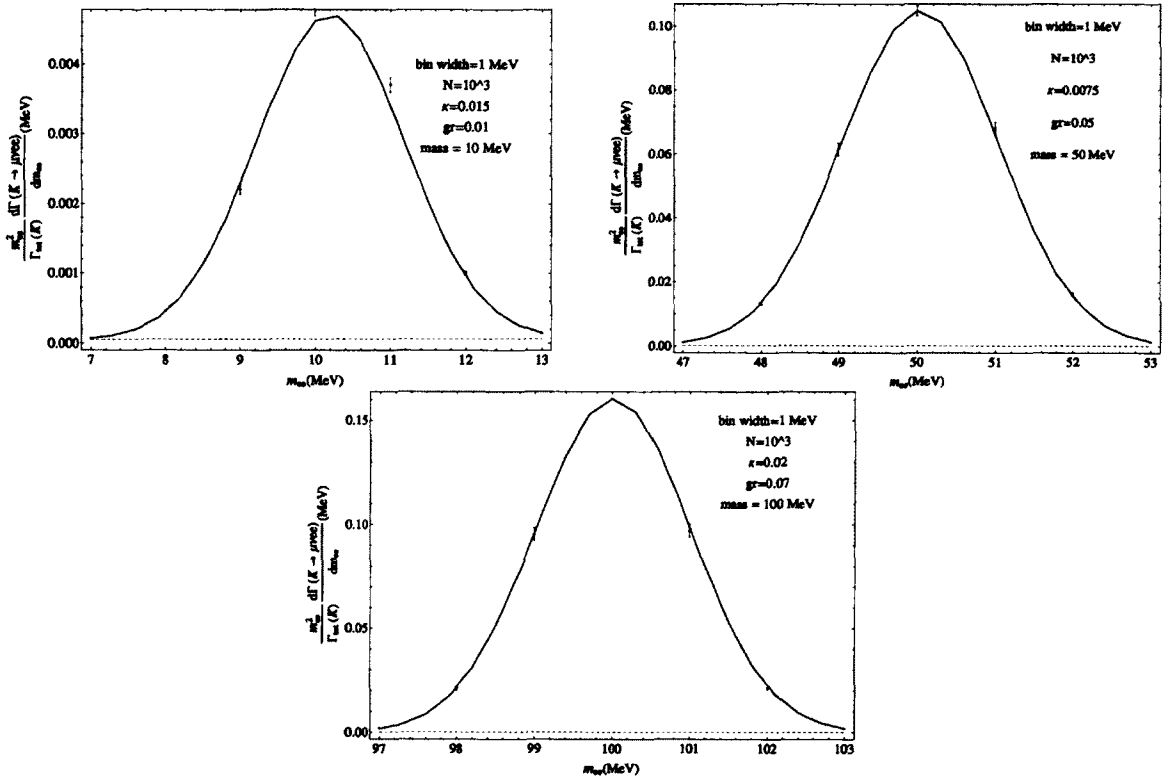 0.004
0.003
0.002
0.001
0.000
bin width=1 MeV
N=10^3
κ=0.015
gr=0.01
mass = 10 MeV
7 8 9 10 11 12 13
(MeV)
0.10
0.08
0.06
0.04
0.02
0.00
bin width=1 MeV
N=10^3
κ=0.0075
gr=0.05
mass = 50 MeV
47 48 49 50 51 52 53
(MeV)
0.15
0.10
0.05
0.00
bin width=1 MeV
N=10^3
κ=0.02
gr=0.07
mass = 100 MeV
97 98 99 100 101 102 103
(MeV)